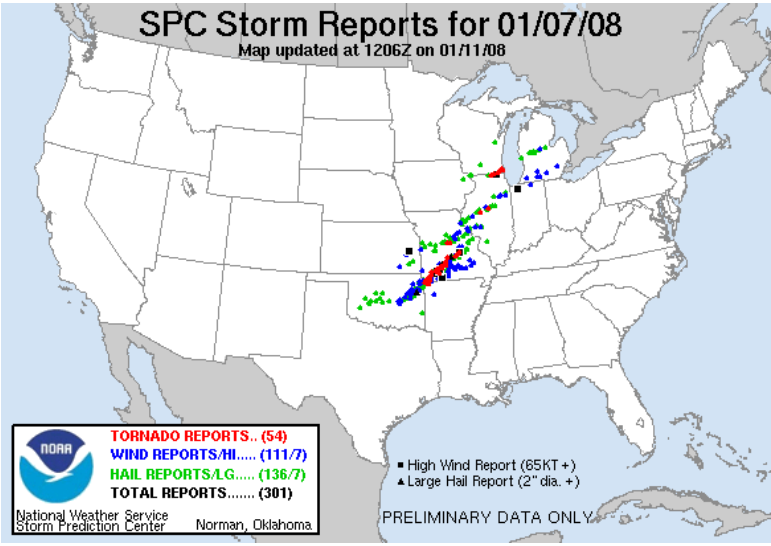 SPC Storm Reports for 01/07/08
Map updated at 1206Z on 01/11/08
NOAA
TORNADO REPORTS.. (54)
WIND REPORTS/HI..... (111/7)
HAIL REPORTS/LG..... (136/7)
TOTAL REPORTS....... (301)
National Weather Service
Storm Prediction Center Norman, Oklahoma
High Wind Report (65KT +)
Large Hail Report (2" dia. +)
PRELIMINARY DATA ONLY